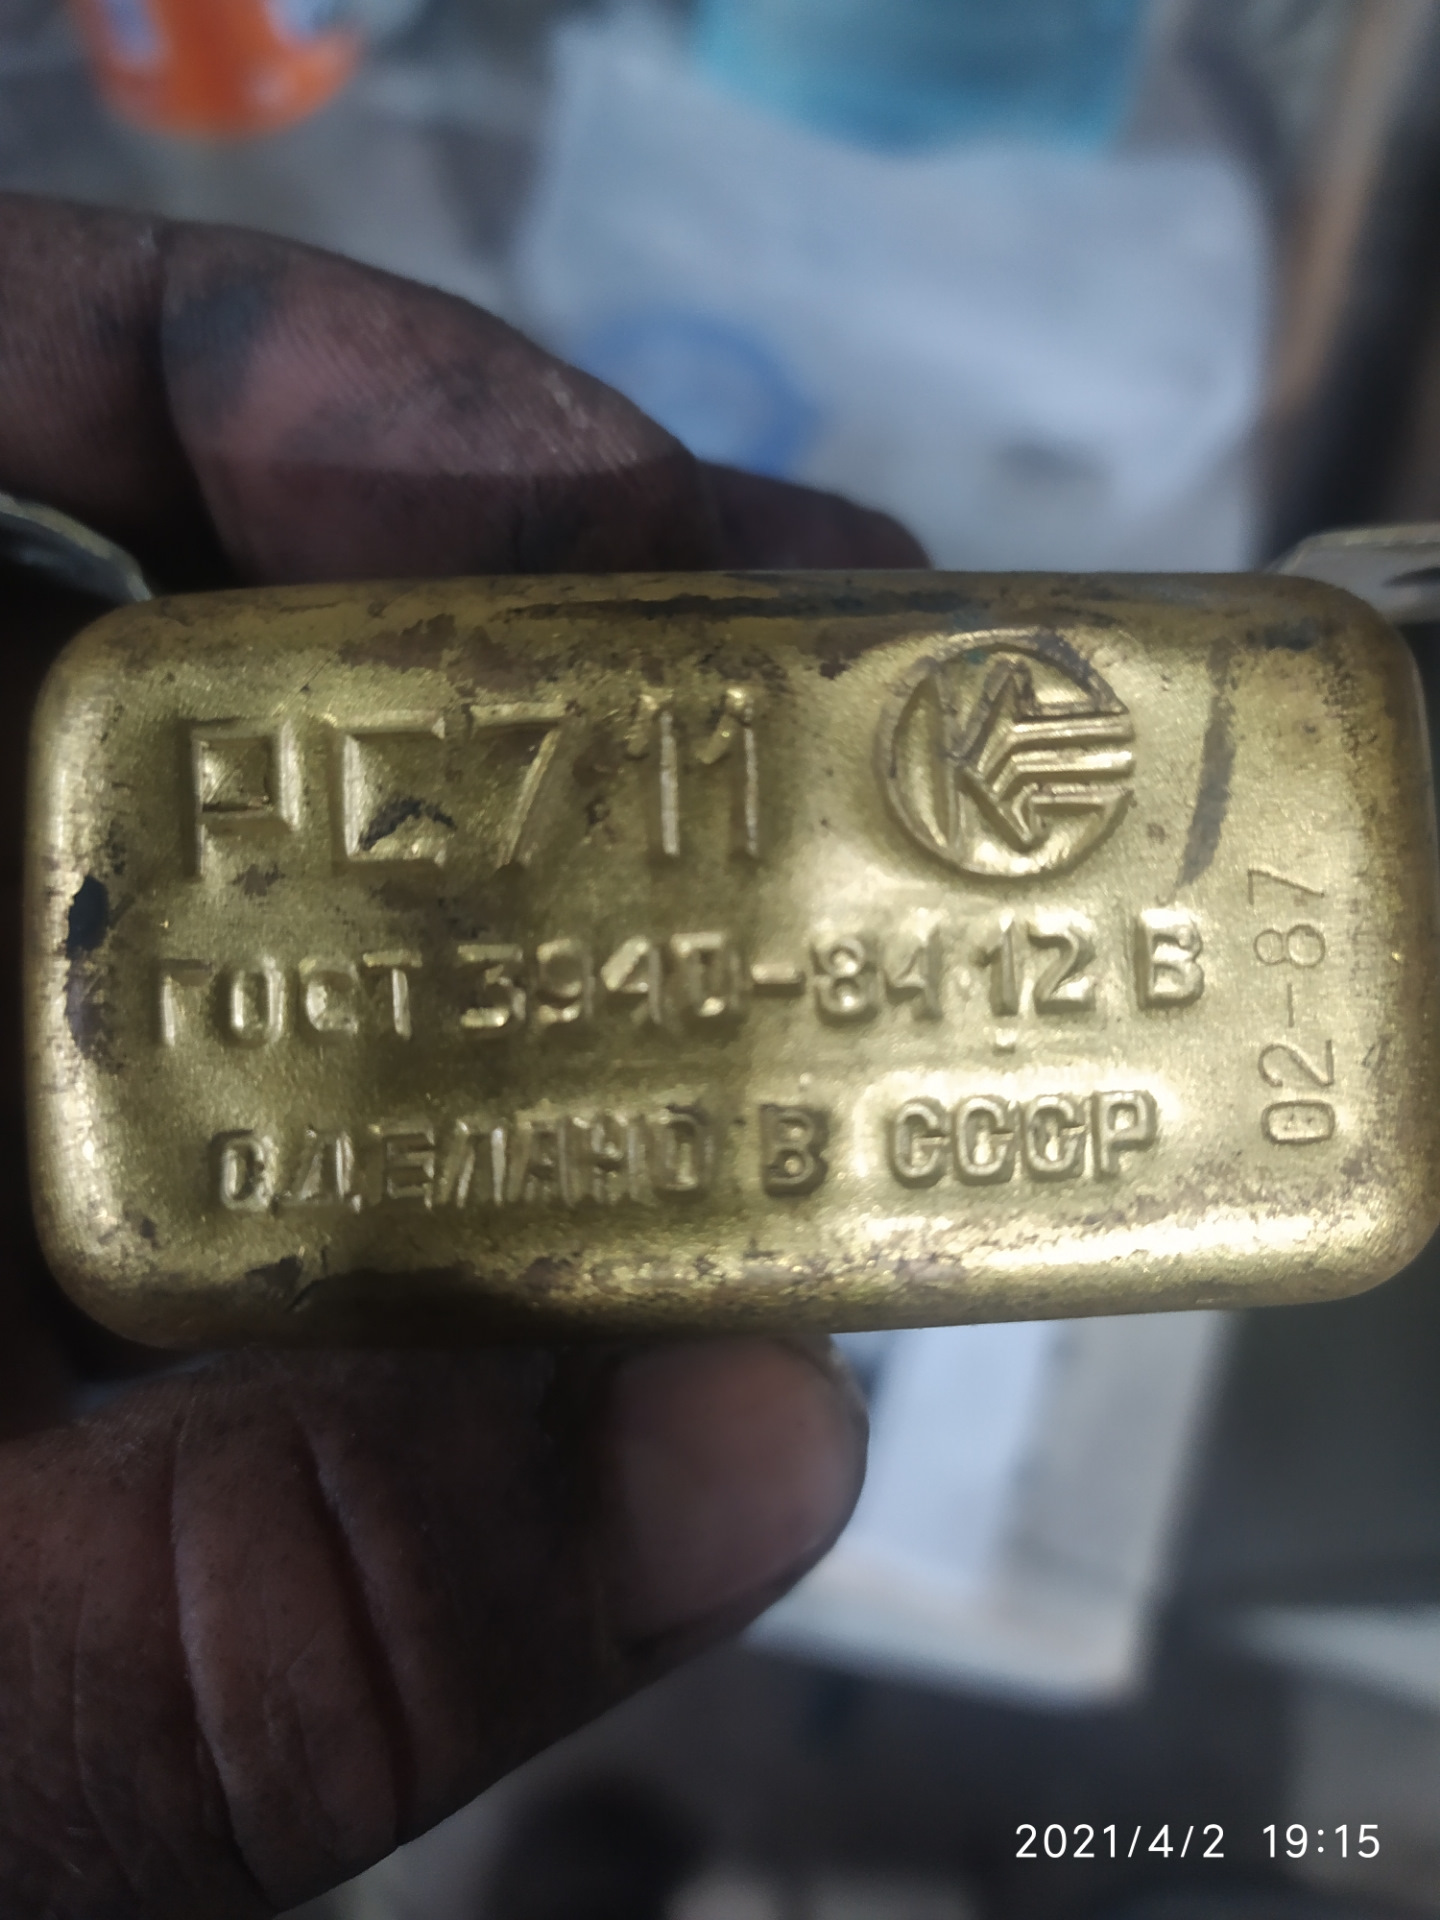 РС711
ГОСТ 3940-84 12 В
СДЕЛАНО В СССР
02-87
2021/4/2 19:15